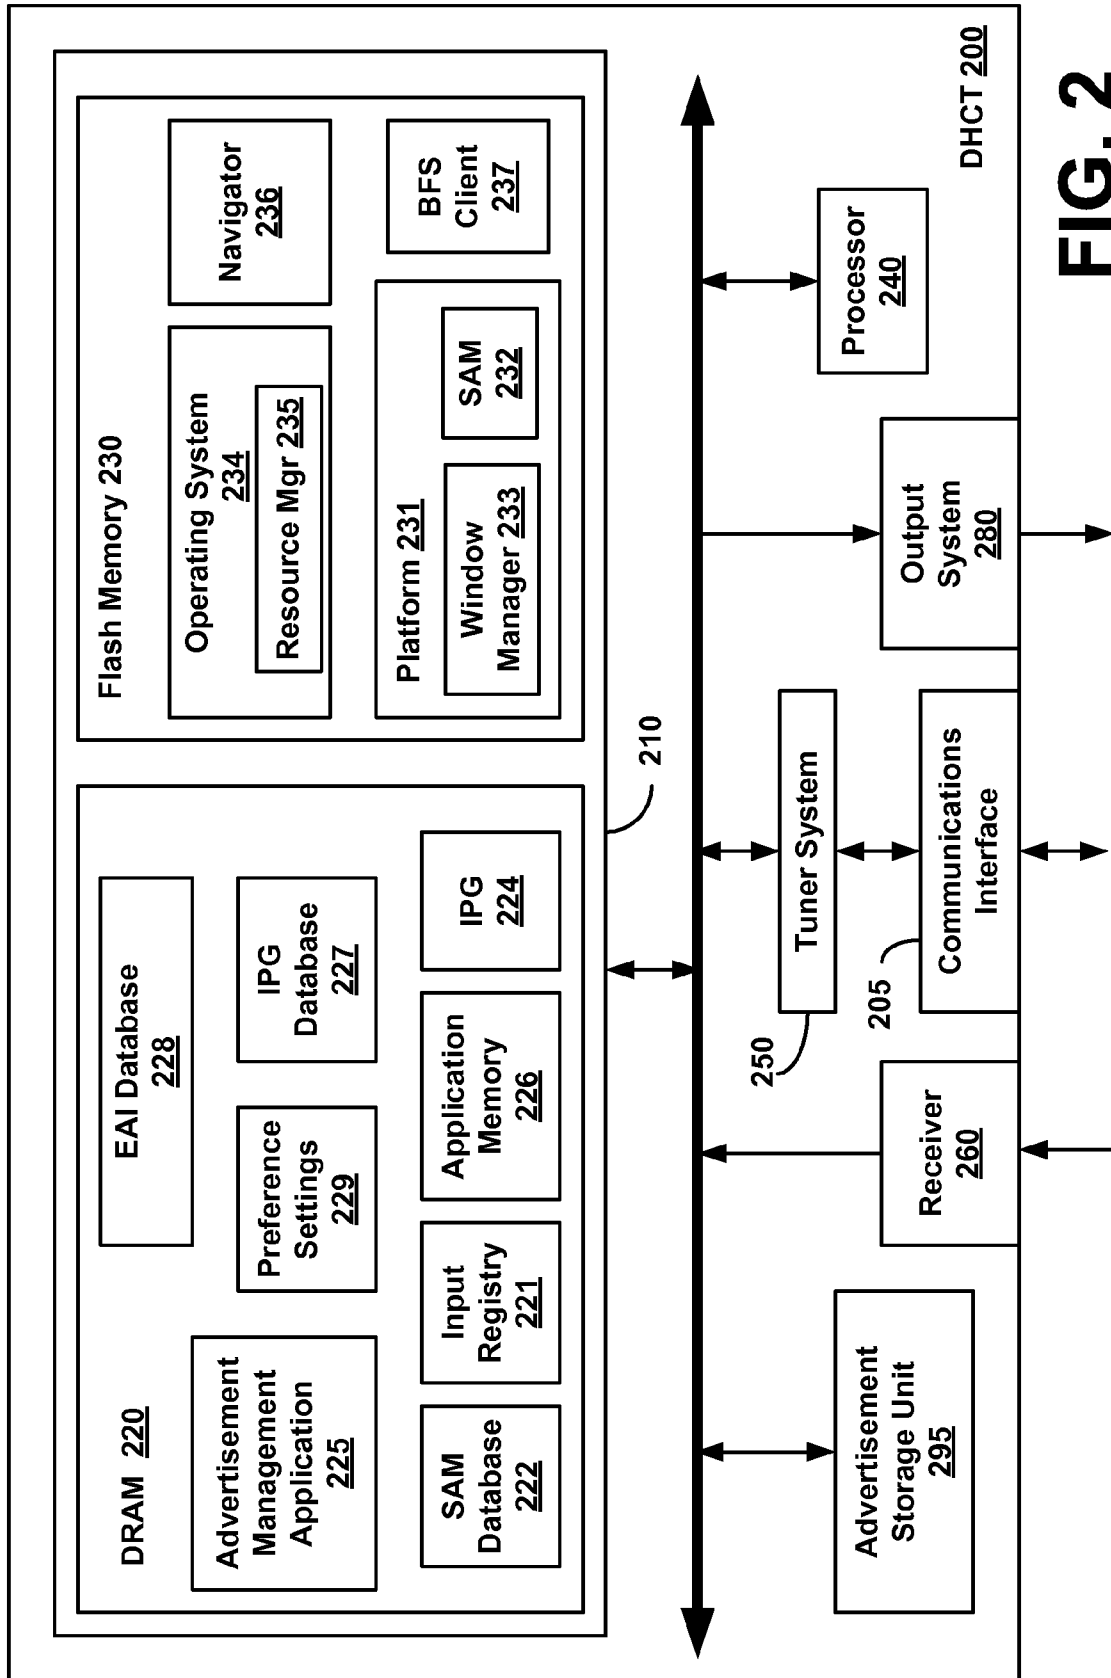 DRAM 220
EAI Database
228
Advertisement
Management
Application
225
Preference
Settings
229
IPG
Database
227
SAM
Database
222
Input
Registry
221
Application
Memory
226
IPG
224
Flash Memory 230
Operating System
234
Resource Mgr 235
Navigator
236
Platform 231
Window
Manager 233
SAM
232
BFS
Client
237
210
Advertisement
Storage Unit
295
Receiver
260
250
Tuner System
205
Communications
Interface
Output
System
280
Processor
240
DHCT 200
FIG. 2